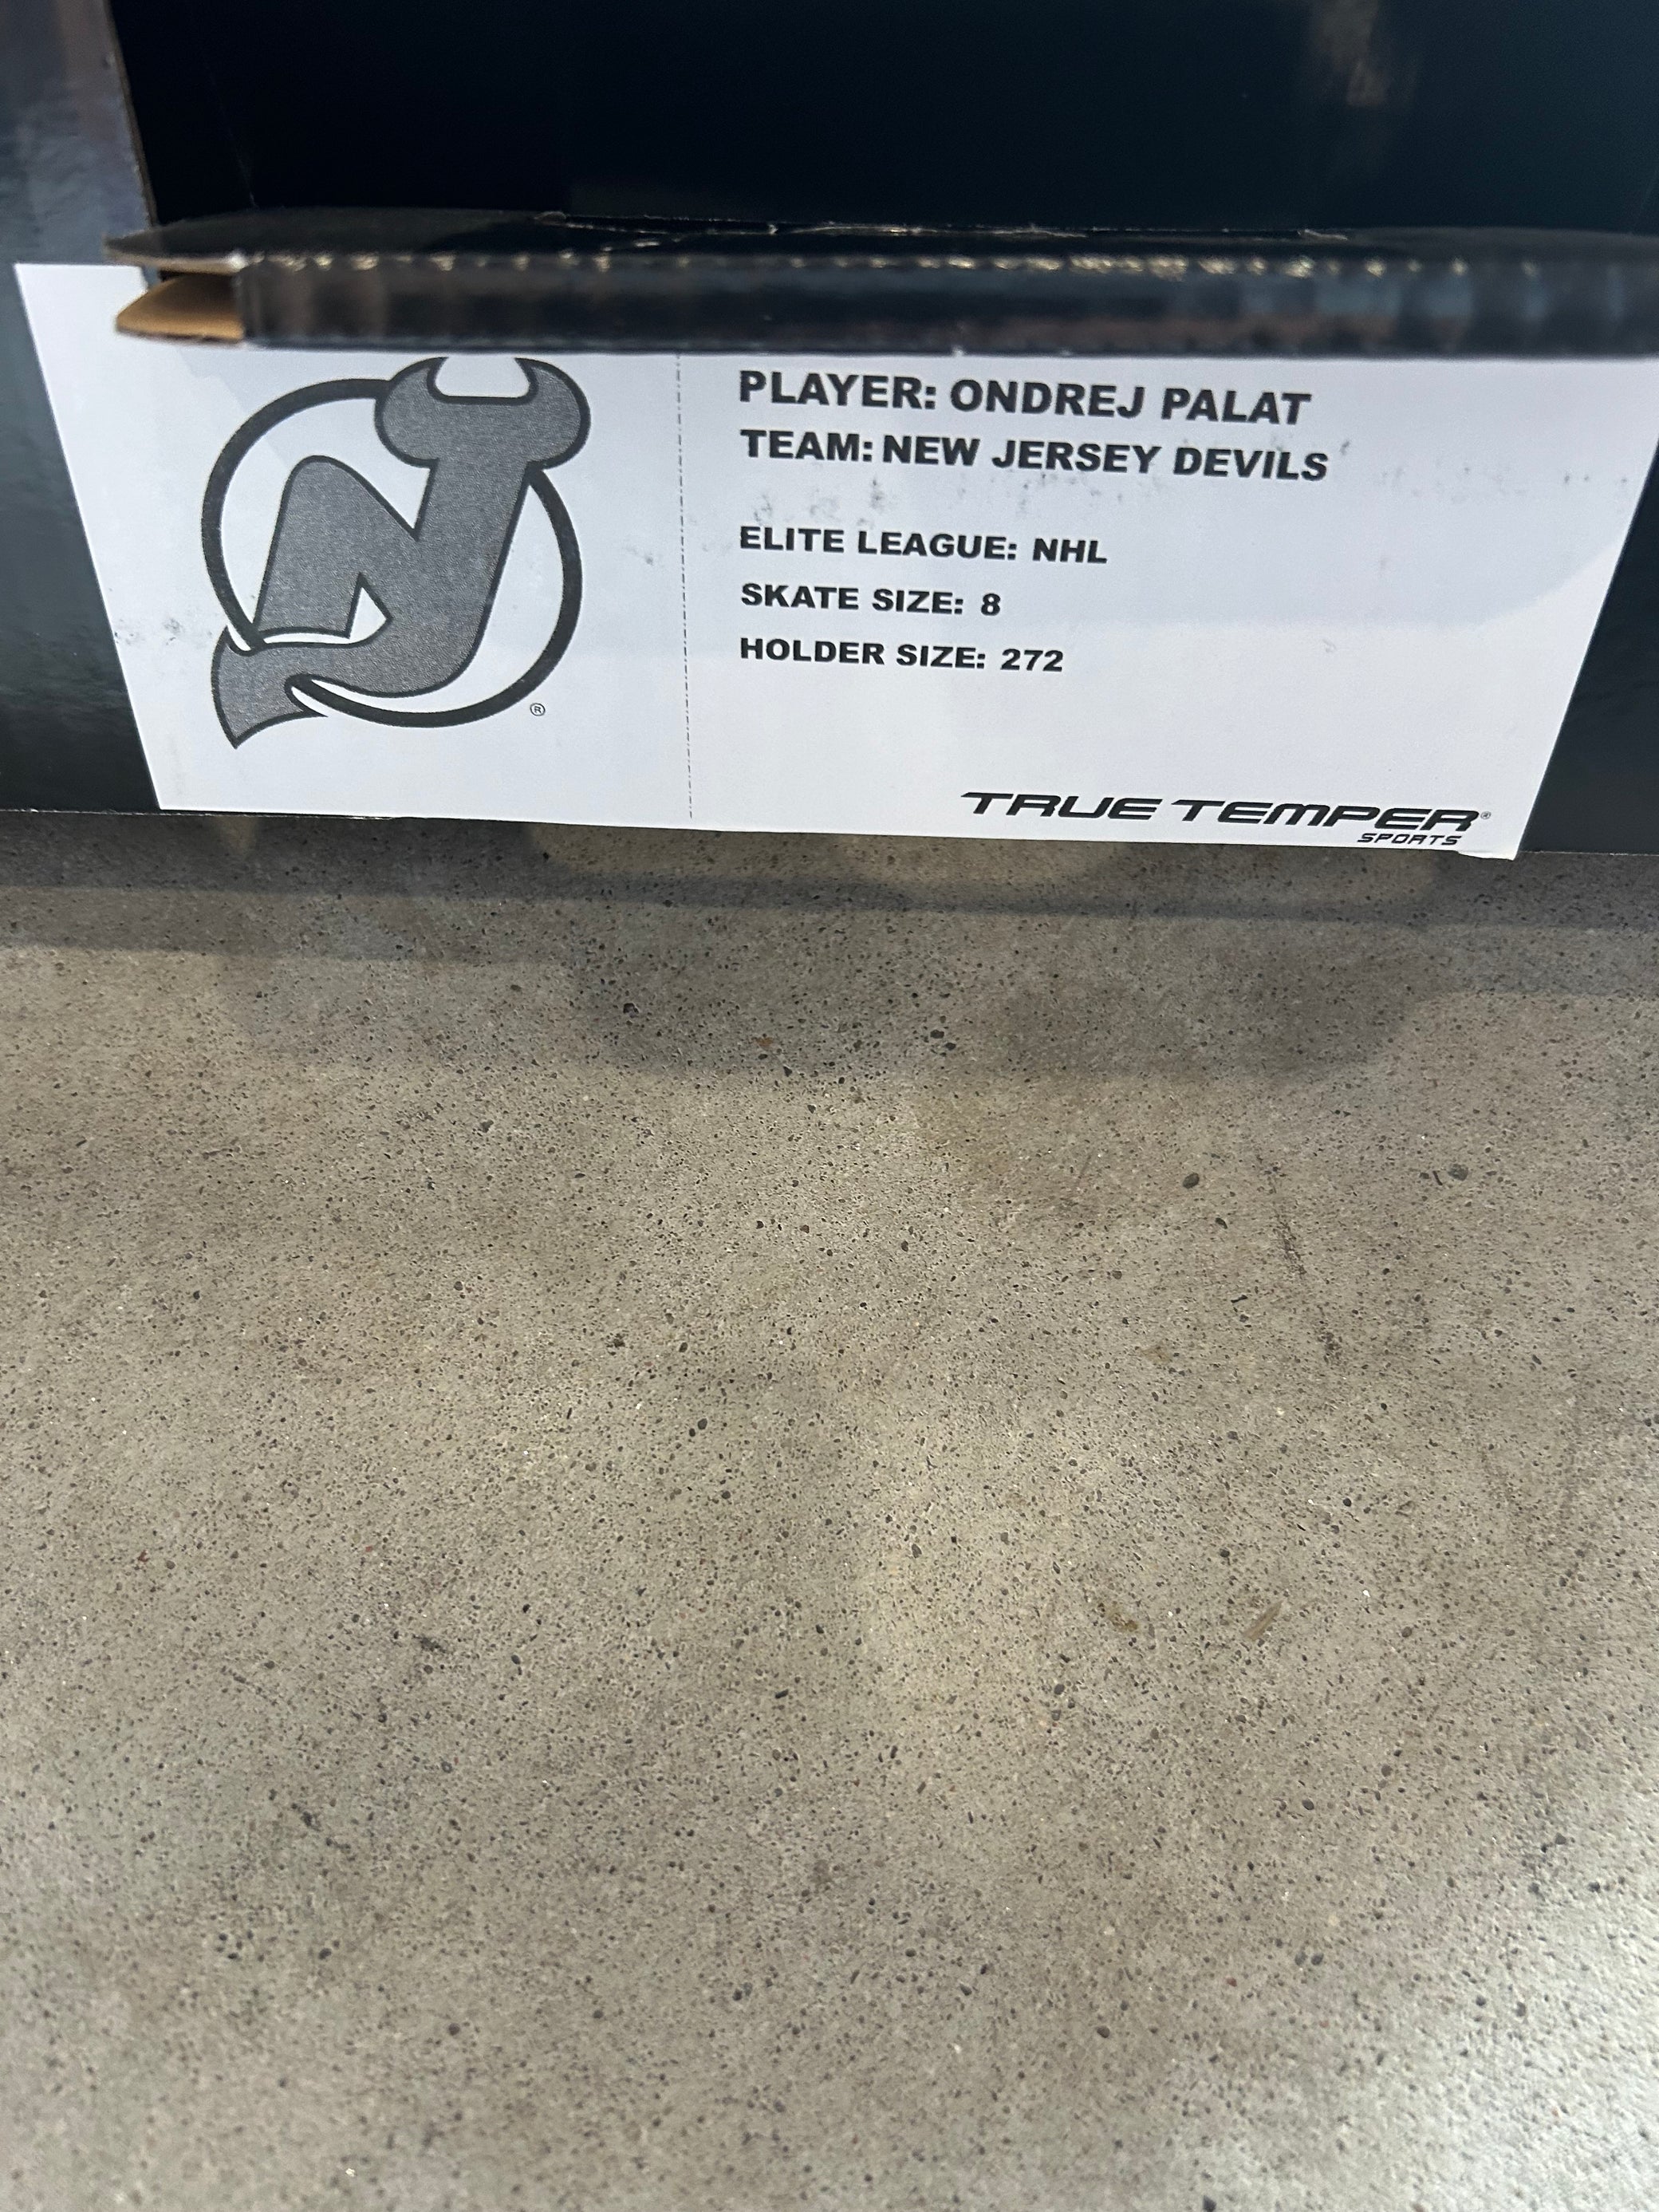 PLAYER: ONDREJ PALAT
TEAM: NEW JERSEY DEVILS
ELITE LEAGUE: NHL
SKATE SIZE: 8
HOLDER SIZE: 272
NJ
®
TRUE TEMPER®
SPORTS